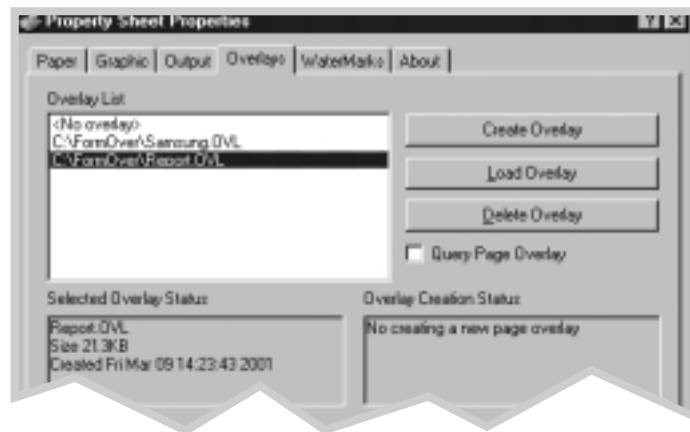 Property Sheet Properties
Paper Graphic Output Overlays WaterMarks About
Overlay List
<No overlay>
C:\FormOver\Samsung.OVL
C:\FormOver\Report.OVL
Create Overlay
Load Overlay
Delete Overlay
Query Page Overlay
Selected Overlay Status
Report.OVL
Size 21.3KB
Created Fri Mar 09 14:23:43 2001
Overlay Creation Status
No creating a new page overlay